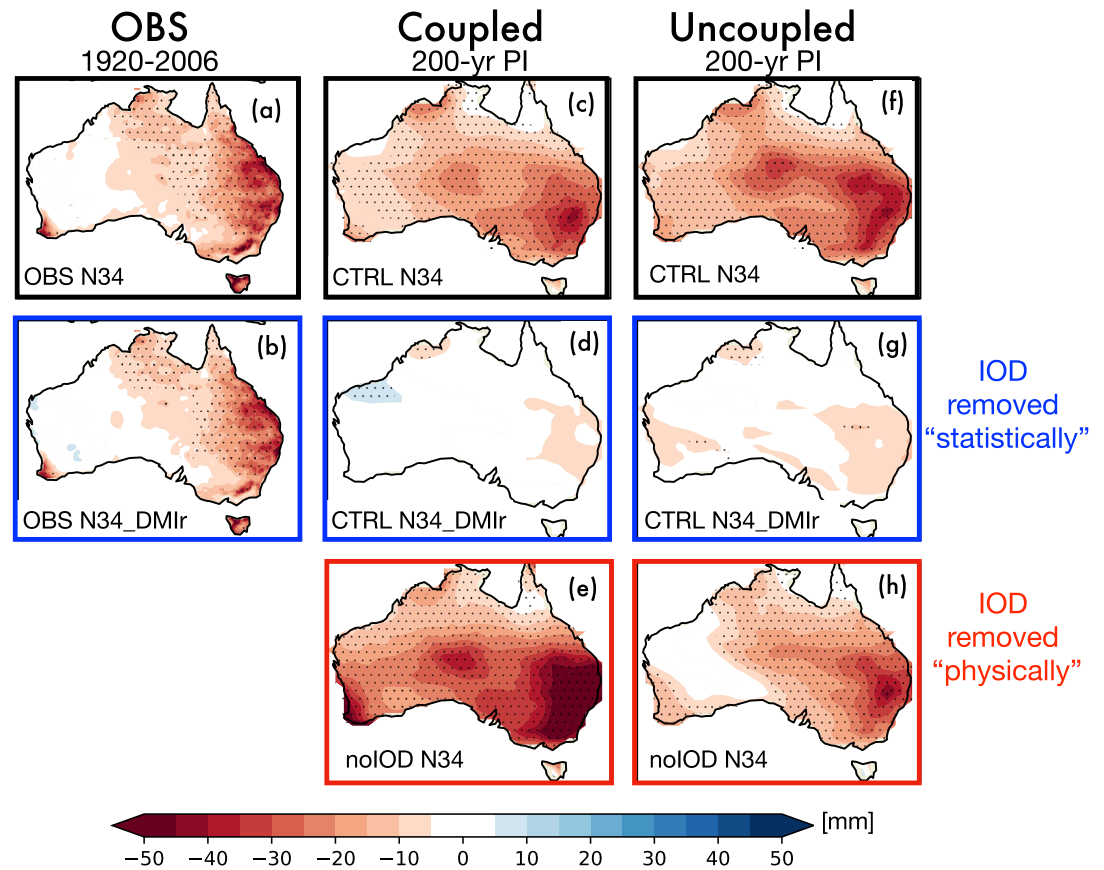 OBS
1920-2006
Coupled
200-yr PI
Uncoupled
200-yr PI
(a)
OBS N34
(c)
CTRL N34
(f)
CTRL N34
(b)
OBS N34_DMIr
(d)
CTRL N34_DMIr
(g)
CTRL N34_DMIr
IOD
removed
“statistically”
(e)
noIOD N34
(h)
noIOD N34
IOD
removed
“physically”
[mm]
−50 −40 −30 −20 −10 0 10 20 30 40 50